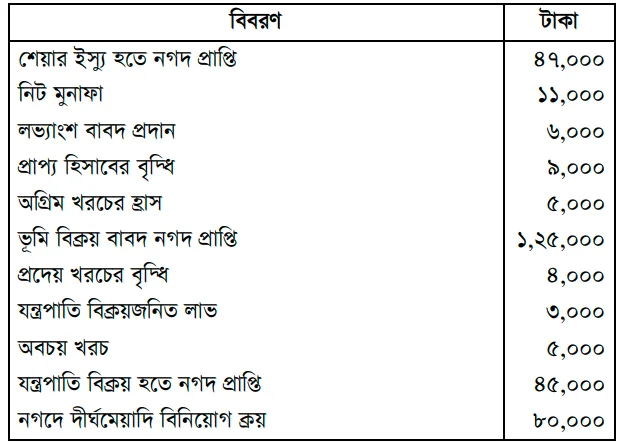 বিবরণ টাকা
শেয়ার ইস্যু হতে নগদ প্রাপ্তি ৪৭,০০০
নিট মুনাফা ১১,০০০
লভ্যাংশ বাবদ প্রদান ৬,০০০
প্রাপ্য হিসাবের বৃদ্ধি ৯,০০০
অগ্রিম খরচের হ্রাস ৫,০০০
ভূমি বিক্রয় বাবদ নগদ প্রাপ্তি ১,২৫,০০০
প্রদেয় খরচের বৃদ্ধি ৪,০০০
যন্ত্রপাতি বিক্রয়জনিত লাভ ৩,০০০
অবচয় খরচ ৫,০০০
যন্ত্রপাতি বিক্রয় হতে নগদ প্রাপ্তি ৪৫,০০০
নগদে দীর্ঘমেয়াদি বিনিয়োগ ক্রয় ৮০,০০০